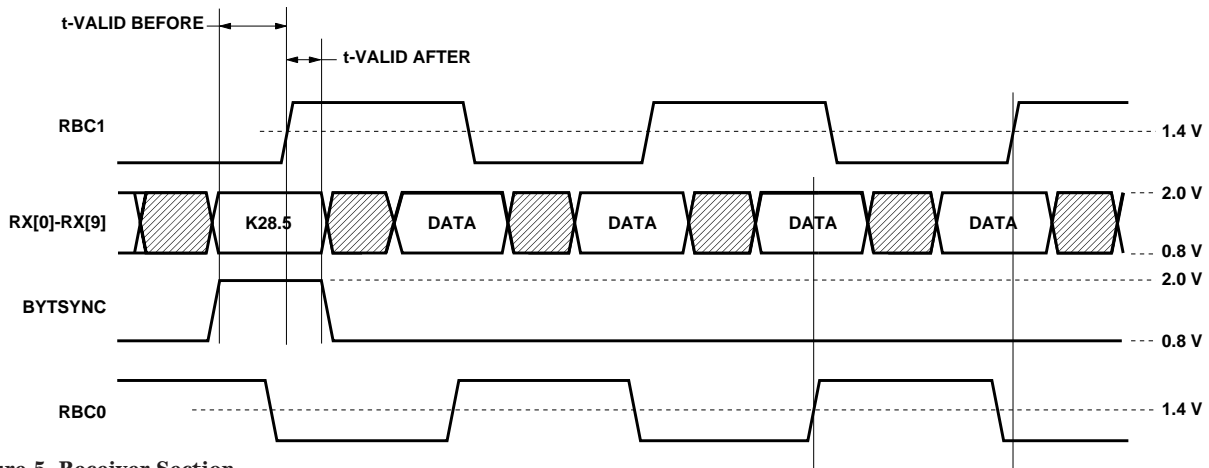 t-VALID BEFORE
t-VALID AFTER
RBC1
1.4 V
2.0 V
RX[0]-RX[9]
K28.5
DATA
DATA
DATA
DATA
0.8 V
2.0 V
BYTSYNC
0.8 V
RBC0
1.4 V